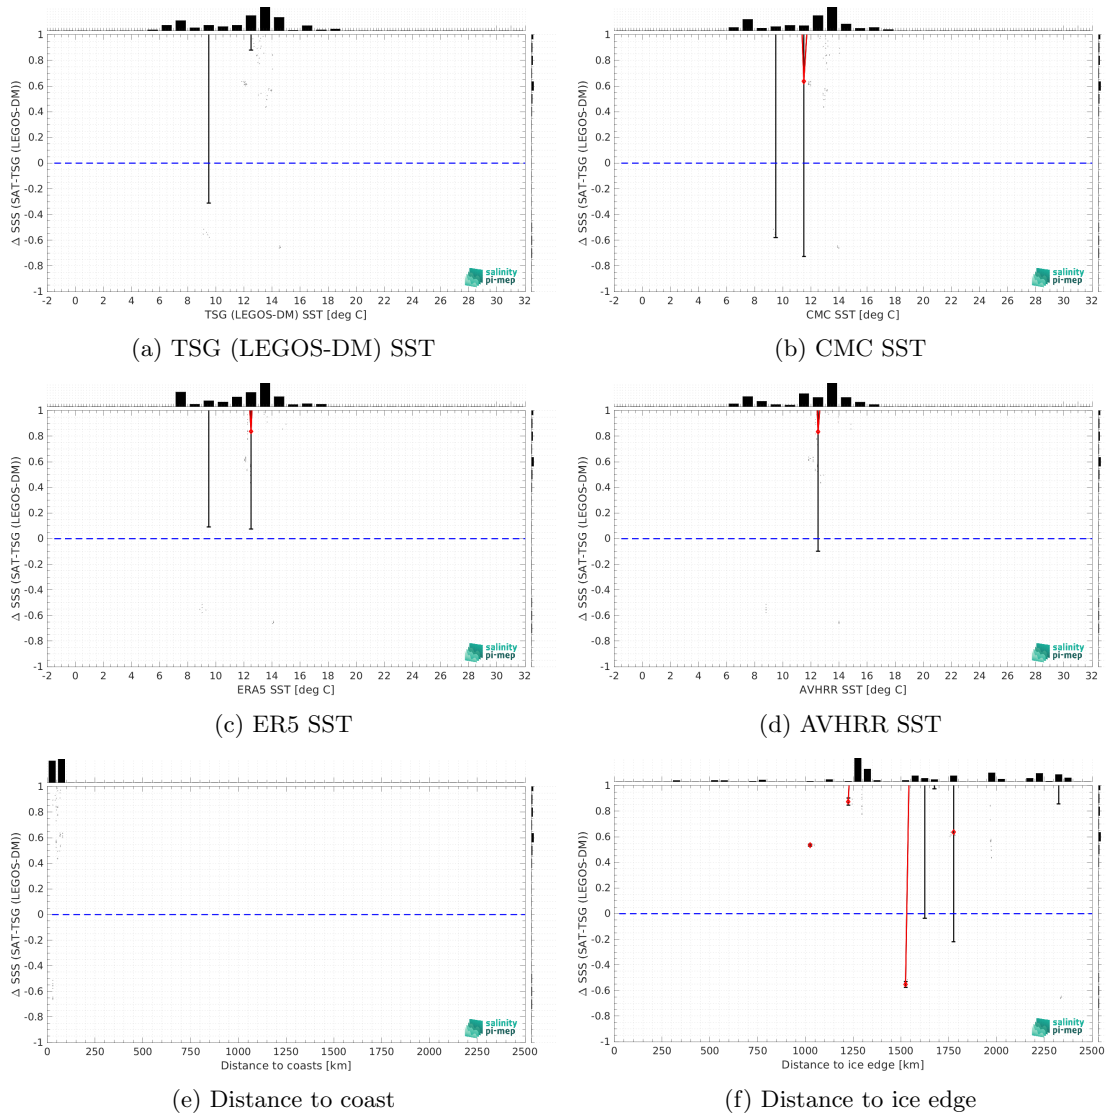 1
0.8
0.6
0.4
0.2
0
-0.2
-0.4
-0.6
-0.8
-1
Δ SSS (SAT-TSG (LEGOS-DM))
salinity
pi-mep
-2 0 2 4 6 8 10 12 14 16 18 20 22 24 26 28 30 32
TSG (LEGOS-DM) SST [deg C]
(a) TSG (LEGOS-DM) SST
1
0.8
0.6
0.4
0.2
0
-0.2
-0.4
-0.6
-0.8
-1
Δ SSS (SAT-TSG (LEGOS-DM))
salinity
pi-mep
-2 0 2 4 6 8 10 12 14 16 18 20 22 24 26 28 30 32
CMC SST [deg C]
(b) CMC SST
1
0.8
0.6
0.4
0.2
0
-0.2
-0.4
-0.6
-0.8
-1
Δ SSS (SAT-TSG (LEGOS-DM))
salinity
pi-mep
-2 0 2 4 6 8 10 12 14 16 18 20 22 24 26 28 30 32
ERA5 SST [deg C]
(c) ER5 SST
1
0.8
0.6
0.4
0.2
0
-0.2
-0.4
-0.6
-0.8
-1
Δ SSS (SAT-TSG (LEGOS-DM))
salinity
pi-mep
-2 0 2 4 6 8 10 12 14 16 18 20 22 24 26 28 30 32
AVHRR SST [deg C]
(d) AVHRR SST
1
0.8
0.6
0.4
0.2
0
-0.2
-0.4
-0.6
-0.8
-1
Δ SSS (SAT-TSG (LEGOS-DM))
salinity
pi-mep
0 250 500 750 1000 1250 1500 1750 2000 2250 2500
Distance to coasts [km]
(e) Distance to coast
1
0.8
0.6
0.4
0.2
0
-0.2
-0.4
-0.6
-0.8
-1
Δ SSS (SAT-TSG (LEGOS-DM))
salinity
pi-mep
0 250 500 750 1000 1250 1500 1750 2000 2250 2500
Distance to ice edge [km]
(f) Distance to ice edge